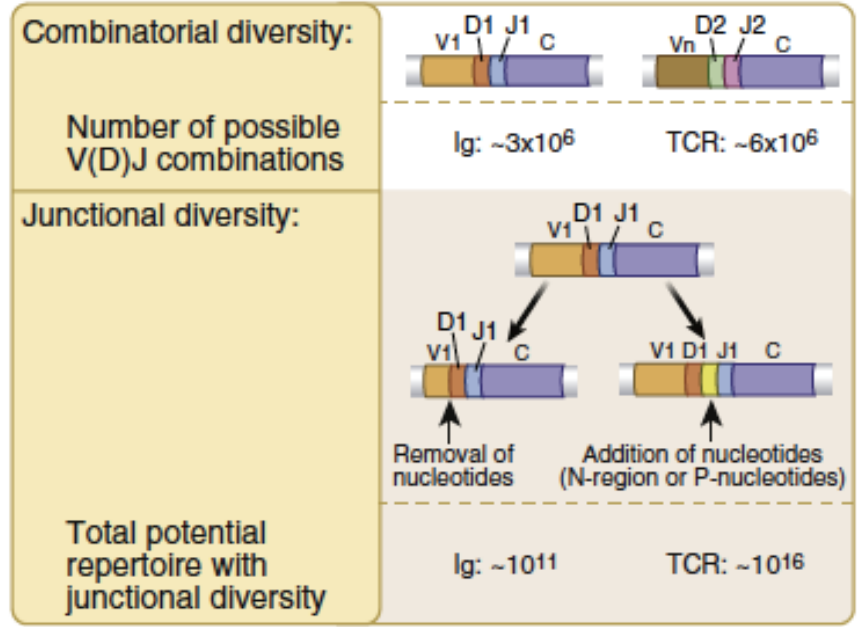 Combinatorial diversity:
V1 D1 J1 C
Vn D2 J2 C
Number of possible
V(D)J combinations
Ig: ~3x10⁶
TCR: ~6x10⁶
Junctional diversity:
V1 D1 J1 C
V1 D1 J1 C
V1 D1 J1 C
Removal of
nucleotides
Addition of nucleotides
(N-region or P-nucleotides)
Total potential
repertoire with
junctional diversity
Ig: ~10¹¹
TCR: ~10¹⁶